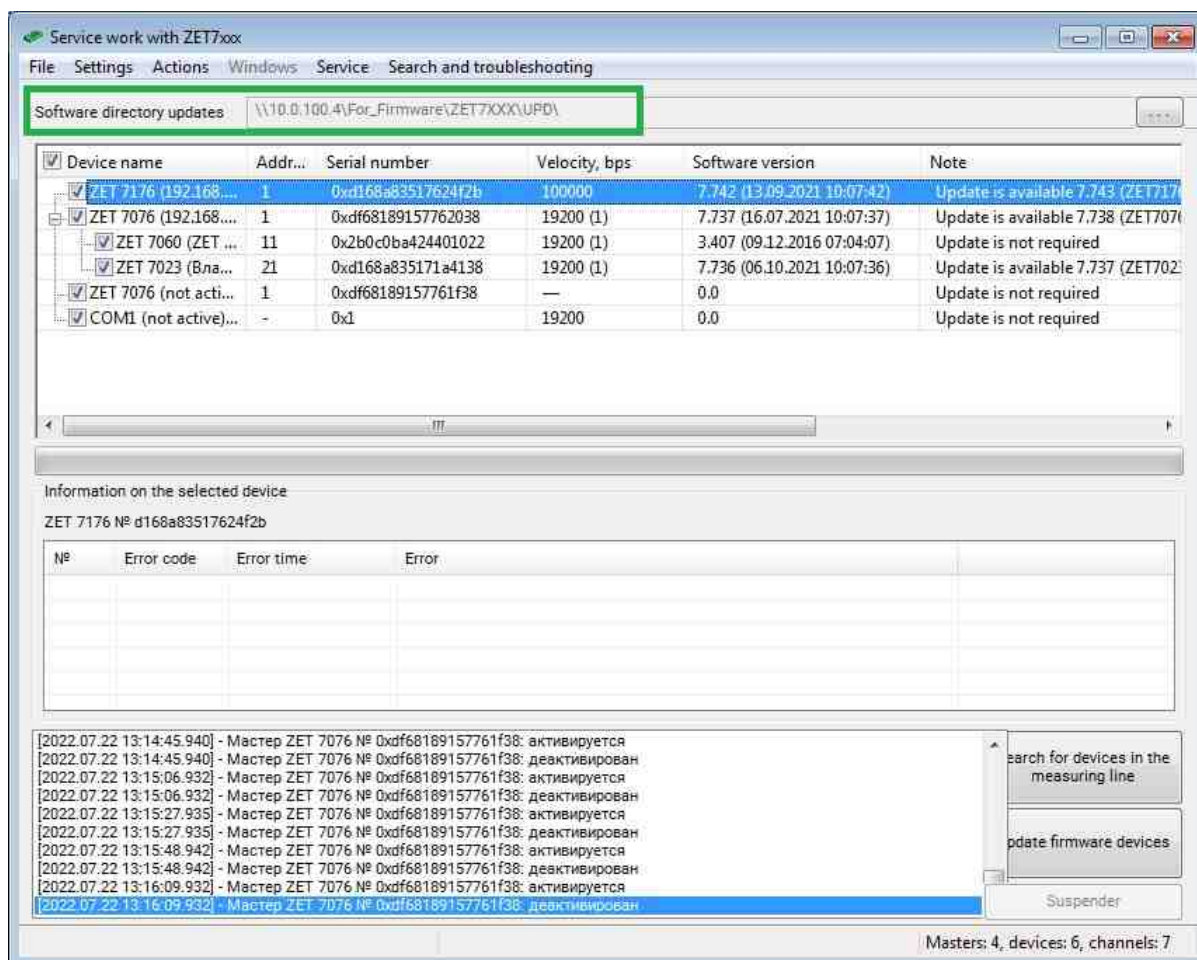 Service work with ZET7xxx
File Settings Actions Windows Service Search and troubleshooting
Software directory updates \\10.0.100.4\For_Firmware\ZET7XXX\UPD\ ...
Device name Addr... Serial number Velocity, bps Software version Note
ZET 7176 (192.168.... 1 0xd168a83517624f2b 100000 7.742 (13.09.2021 10:07:42) Update is available 7.743 (ZET717
ZET 7076 (192.168.... 1 0xdf68189157762038 19200 (1) 7.737 (16.07.2021 10:07:37) Update is available 7.738 (ZET707
ZET 7060 (ZET ... 11 0x2b0c0ba424401022 19200 (1) 3.407 (09.12.2016 07:04:07) Update is not required
ZET 7023 (Вла... 21 0xd168a835171a4138 19200 (1) 7.736 (06.10.2021 10:07:36) Update is available 7.737 (ZET702
ZET 7076 (not acti... 1 0xdf68189157761f38 — 0.0 Update is not required
COM1 (not active)... - 0x1 19200 0.0 Update is not required
Information on the selected device
ZET 7176 № d168a83517624f2b
№ Error code Error time Error
[2022.07.22 13:14:45.940] - Мастер ZET 7076 № 0xdf68189157761f38: активируется
[2022.07.22 13:14:45.940] - Мастер ZET 7076 № 0xdf68189157761f38: деактивирован
[2022.07.22 13:15:06.932] - Мастер ZET 7076 № 0xdf68189157761f38: активируется
[2022.07.22 13:15:06.932] - Мастер ZET 7076 № 0xdf68189157761f38: деактивирован
[2022.07.22 13:15:27.935] - Мастер ZET 7076 № 0xdf68189157761f38: активируется
[2022.07.22 13:15:27.935] - Мастер ZET 7076 № 0xdf68189157761f38: деактивирован
[2022.07.22 13:15:48.942] - Мастер ZET 7076 № 0xdf68189157761f38: активируется
[2022.07.22 13:15:48.942] - Мастер ZET 7076 № 0xdf68189157761f38: деактивирован
[2022.07.22 13:16:09.932] - Мастер ZET 7076 № 0xdf68189157761f38: активируется
[2022.07.22 13:16:09.932] - Мастер ZET 7076 № 0xdf68189157761f38: деактивирован
earch for devices in the
measuring line
pdate firmware devices
Suspender
Masters: 4, devices: 6, channels: 7